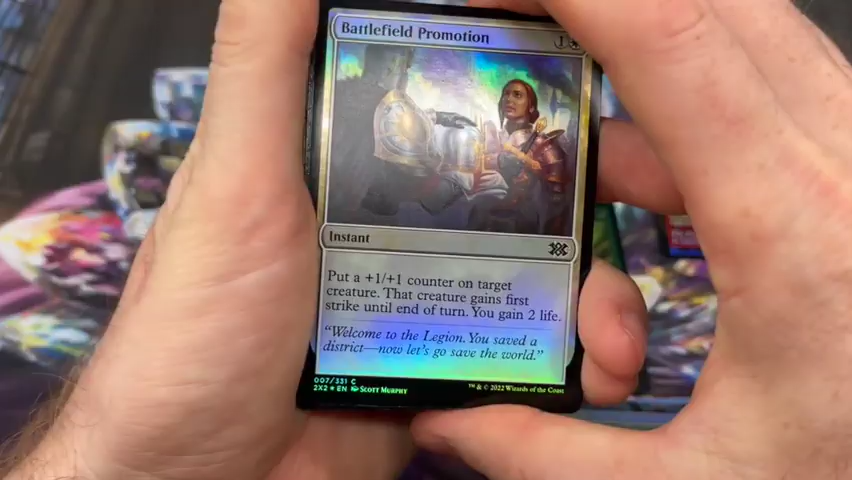 Battlefield Promotion
1
Instant
Put a +1/+1 counter on target
creature. That creature gains first
strike until end of turn. You gain 2 life.
“Welcome to the Legion. You saved a
district—now let's go save the world.”
007/331 C
2X2 ★ EN Scott Murphy
™ & © 2022 Wizards of the Coast